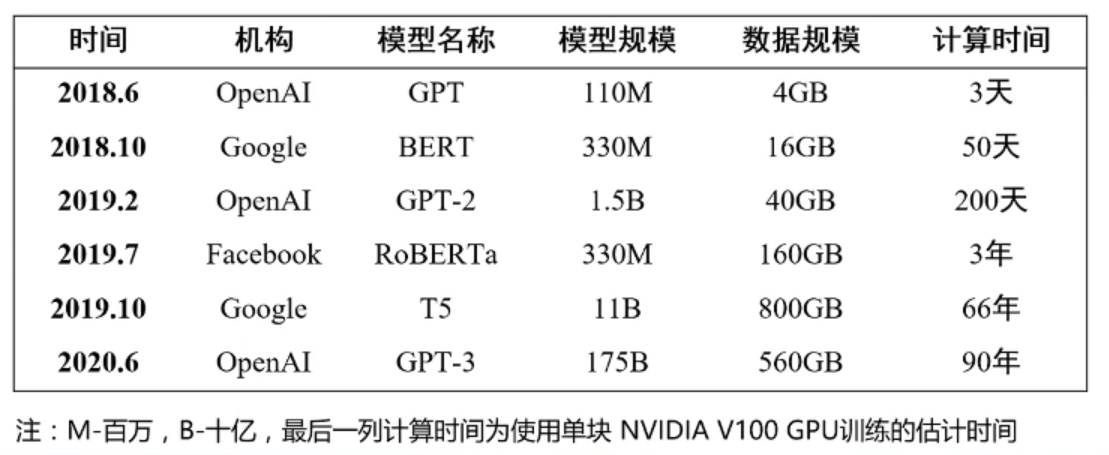 时间 机构 模型名称 模型规模 数据规模 计算时间
2018.6 OpenAI GPT 110M 4GB 3天
2018.10 Google BERT 330M 16GB 50天
2019.2 OpenAI GPT-2 1.5B 40GB 200天
2019.7 Facebook RoBERTa 330M 160GB 3年
2019.10 Google T5 11B 800GB 66年
2020.6 OpenAI GPT-3 175B 560GB 90年
注：M-百万，B-十亿，最后一列计算时间为使用单块 NVIDIA V100 GPU训练的估计时间